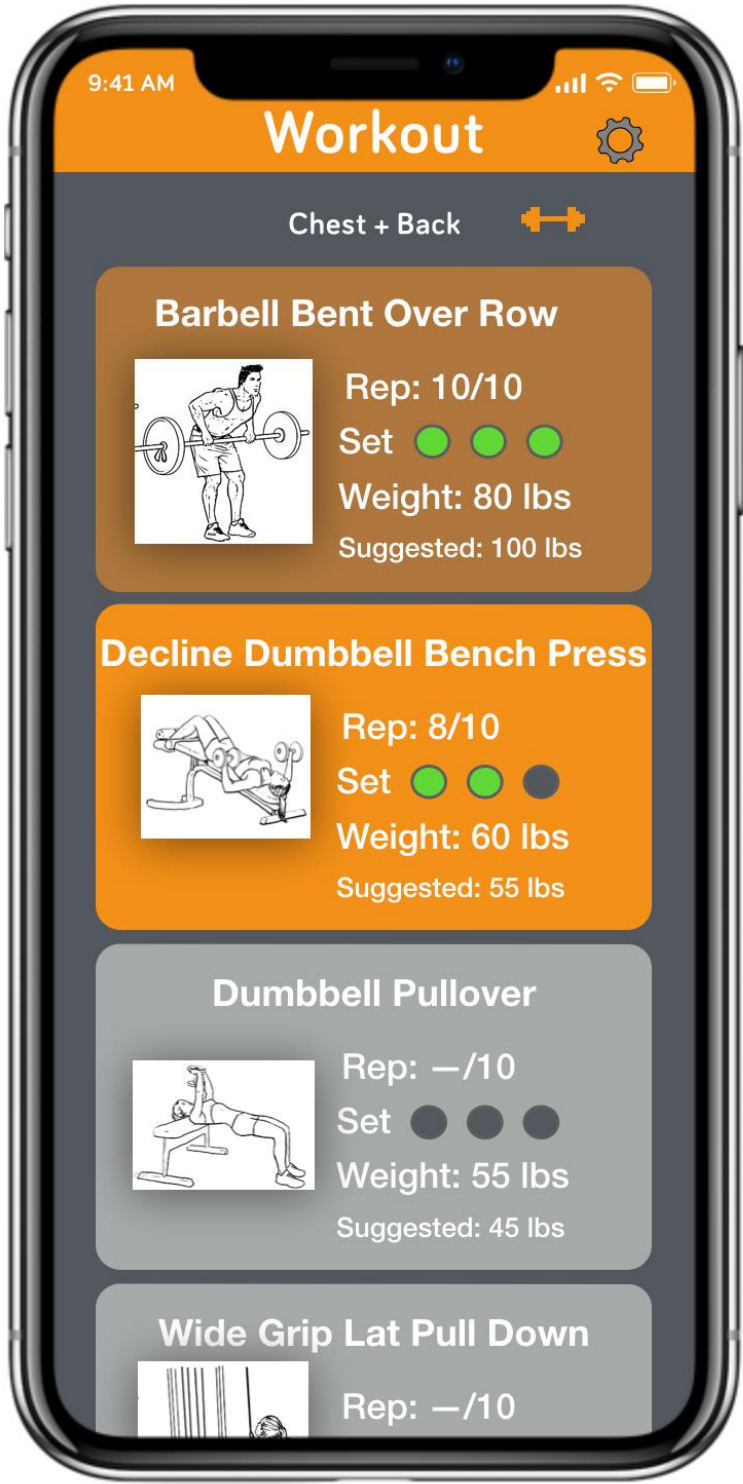 9:41 AM
Workout
Chest + Back
Barbell Bent Over Row
Rep: 10/10
Set
Weight: 80 lbs
Suggested: 100 lbs
Decline Dumbbell Bench Press
Rep: 8/10
Set
Weight: 60 lbs
Suggested: 55 lbs
Dumbbell Pullover
Rep: —/10
Set
Weight: 55 lbs
Suggested: 45 lbs
Wide Grip Lat Pull Down
Rep: —/10